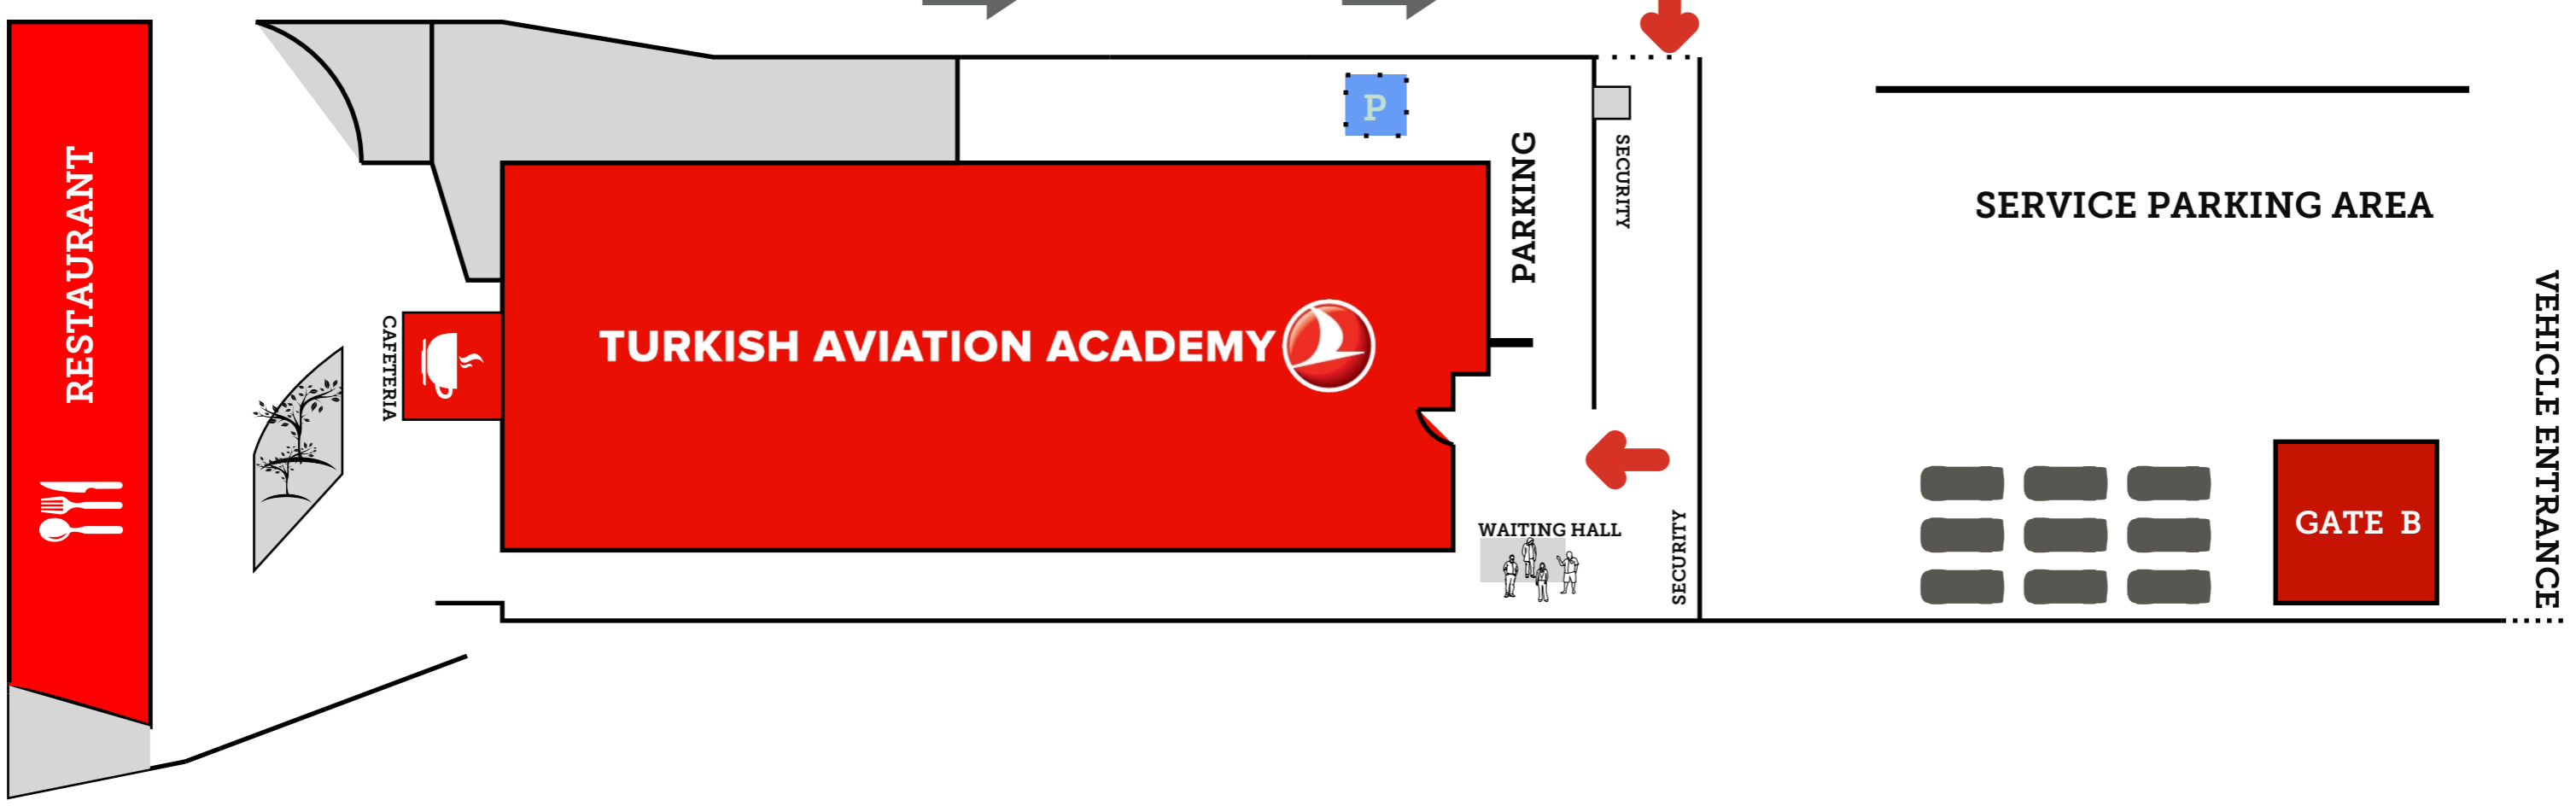 RESTAURANT
CAFETERIA
TURKISH AVIATION ACADEMY
P
PARKING
SECURITY
WAITING HALL
SECURITY
SERVICE PARKING AREA
GATE B
VEHICLE ENTRANCE